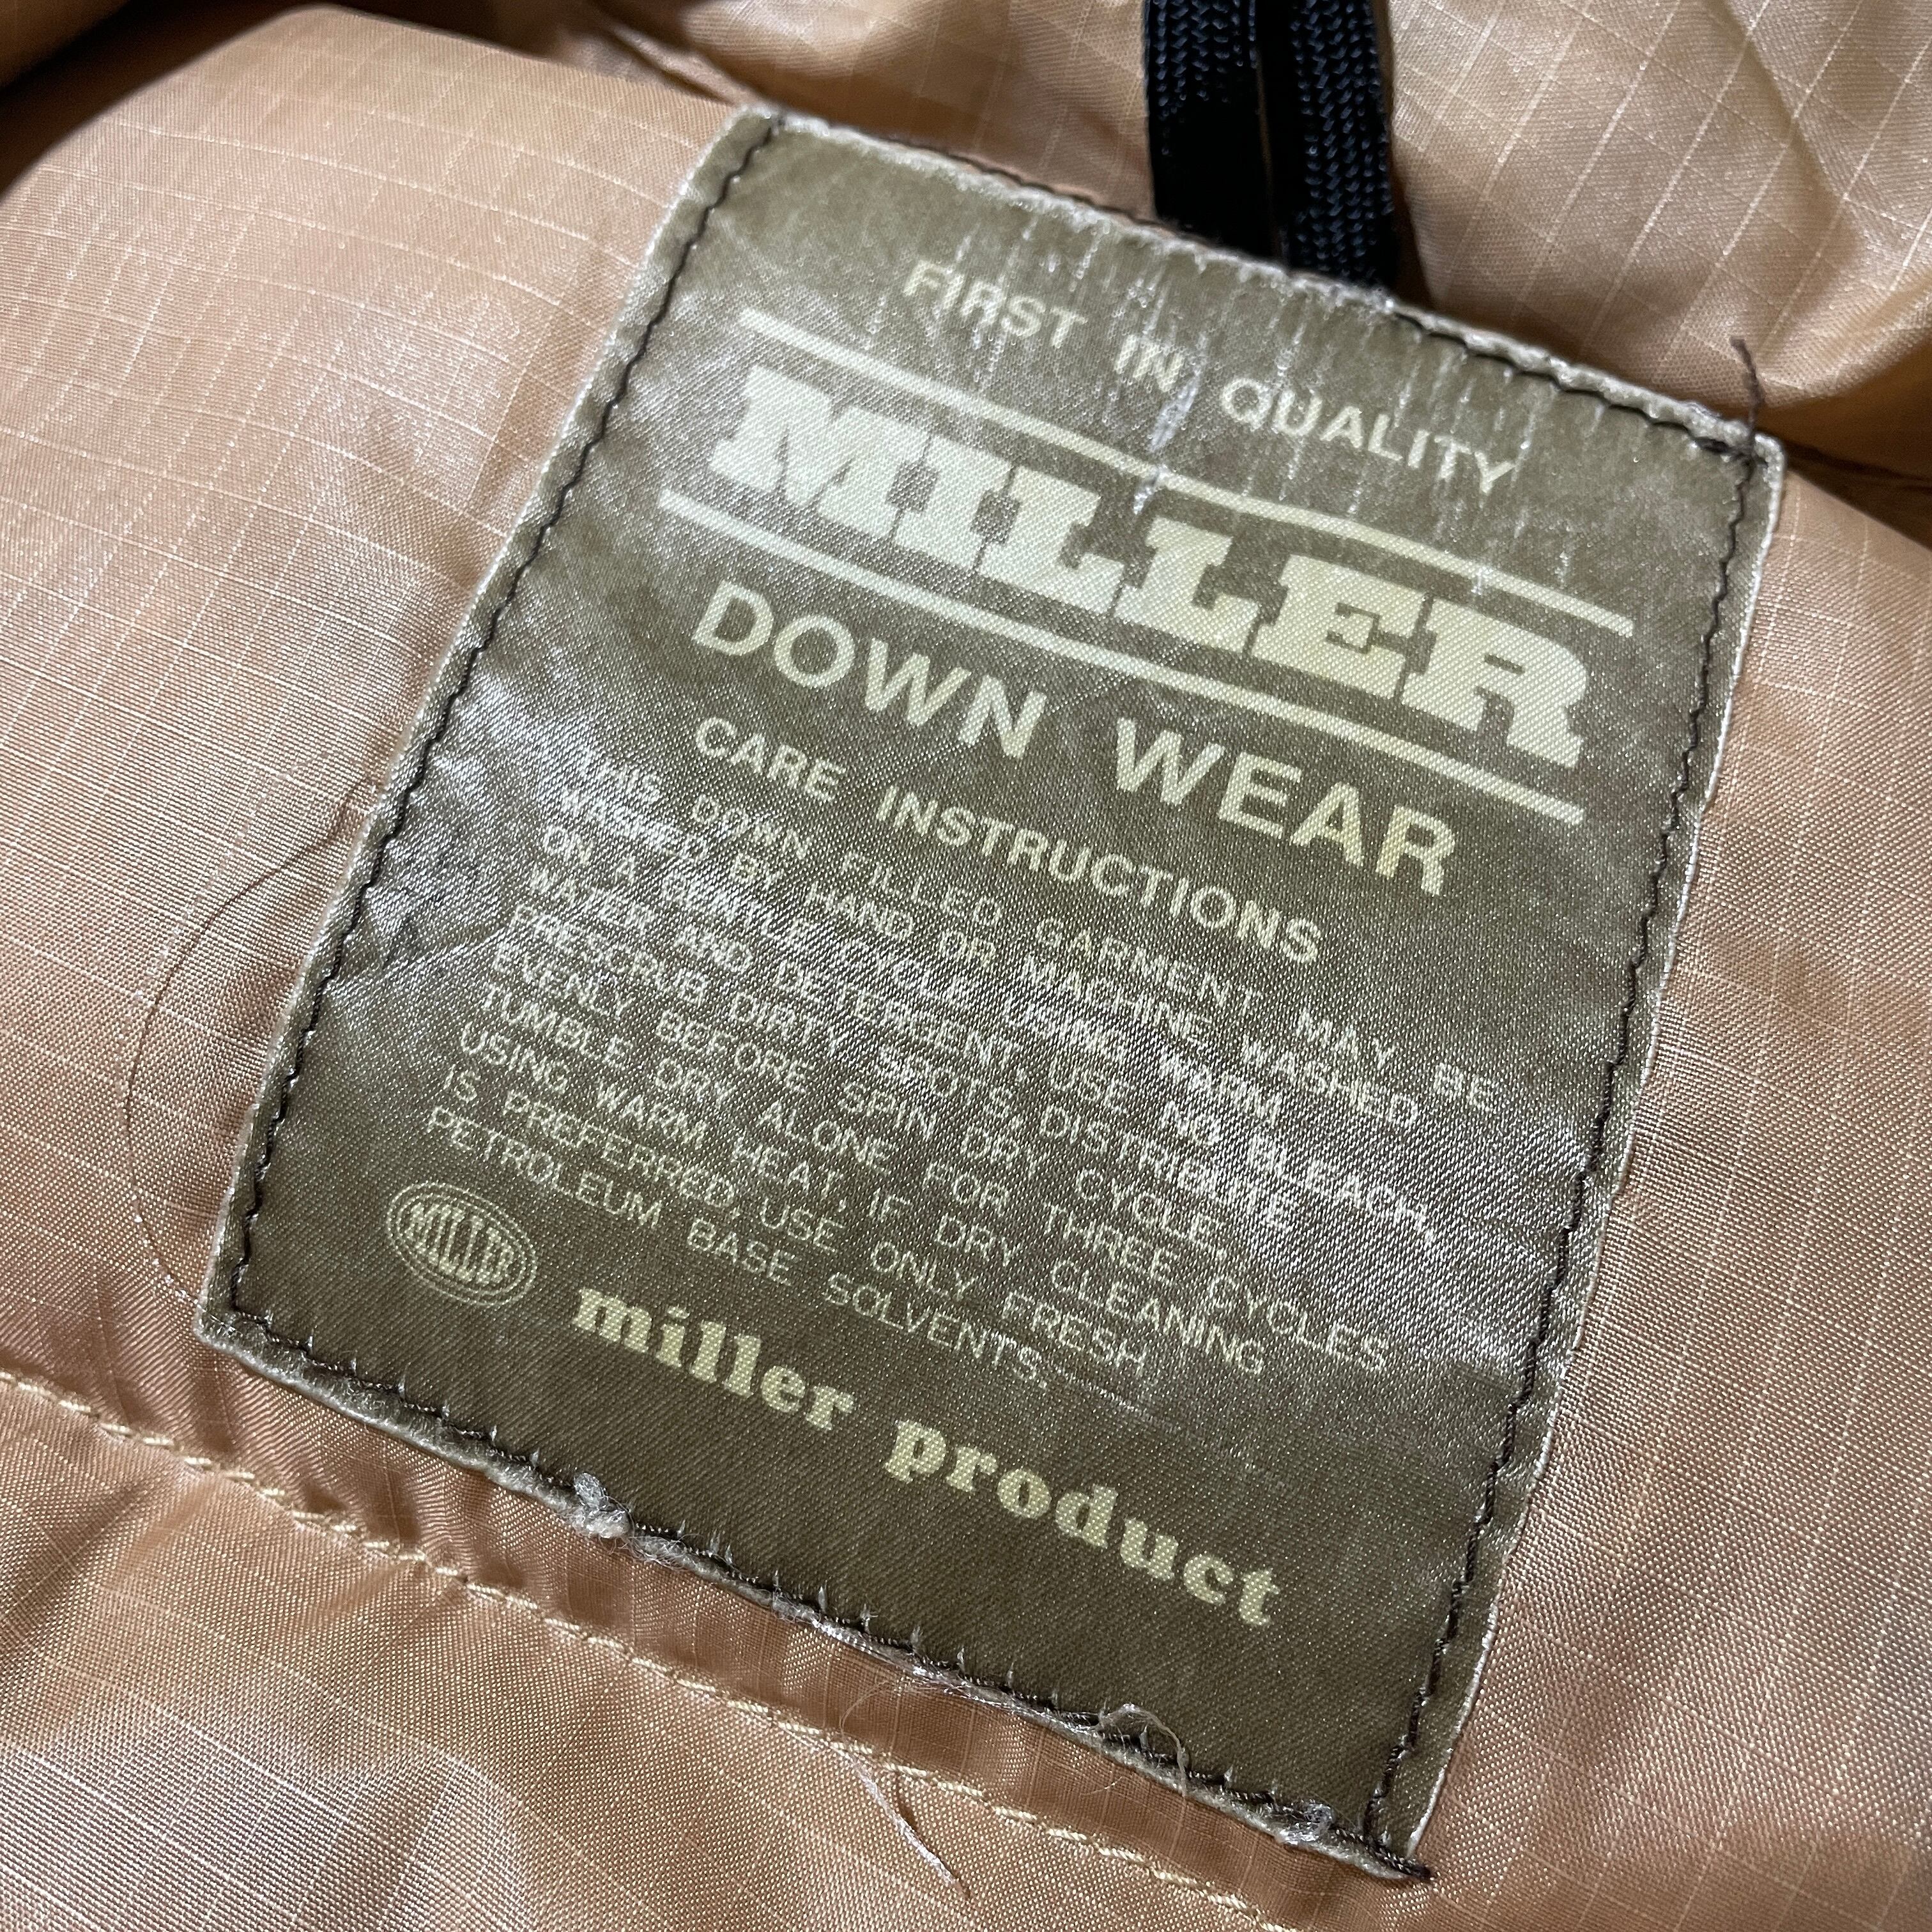 FIRST IN QUALITY
MILLER
DOWN WEAR
CARE INSTRUCTIONS
THIS DOWN FILLED GARMENT MAY BE
WASHED BY HAND OR MACHINE WASHED
ON A GENTLE CYCLE USING WARM
WATER AND DETERGENT, USE NO BLEACH,
PRESCRUB DIRTY SPOTS, DISTRIBUTE
EVENLY BEFORE SPIN DRY CYCLE,
TUMBLE DRY ALONE FOR THREE CYCLES
USING WARM HEAT, IF DRY CLEANING
IS PREFERRED, USE ONLY FRESH
PETROLEUM BASE SOLVENTS.
MILLER
miller product